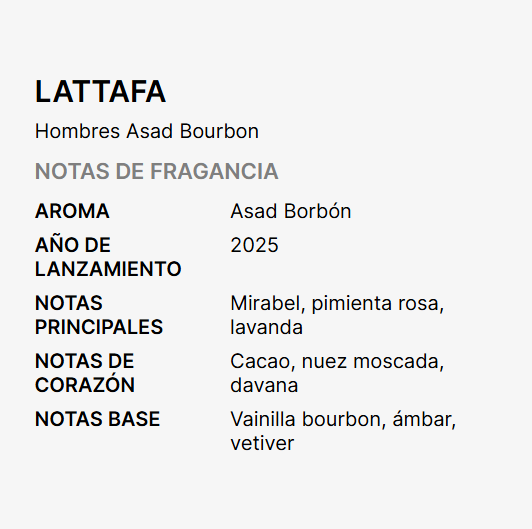 LATTAFA
Hombres Asad Bourbon
NOTAS DE FRAGANCIA
AROMA Asad Borbón
AÑO DE 2025
LANZAMIENTO
NOTAS Mirabel, pimienta rosa,
PRINCIPALES lavanda
NOTAS DE Cacao, nuez moscada,
CORAZÓN davana
NOTAS BASE Vainilla bourbon, ámbar,
vetiver